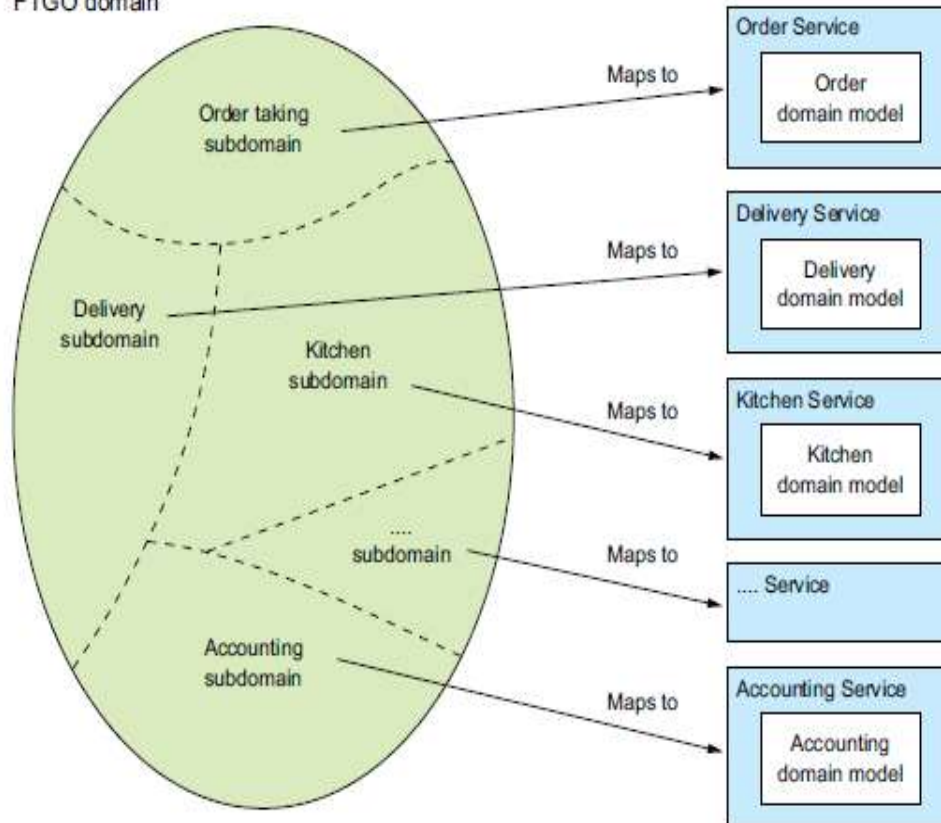 FTGO domain
Order taking
subdomain
Delivery
subdomain
Kitchen
subdomain
....
subdomain
Accounting
subdomain
Maps to
Maps to
Maps to
Maps to
Maps to
Order Service
Order
domain model
Delivery Service
Delivery
domain model
Kitchen Service
Kitchen
domain model
.... Service
Accounting Service
Accounting
domain model